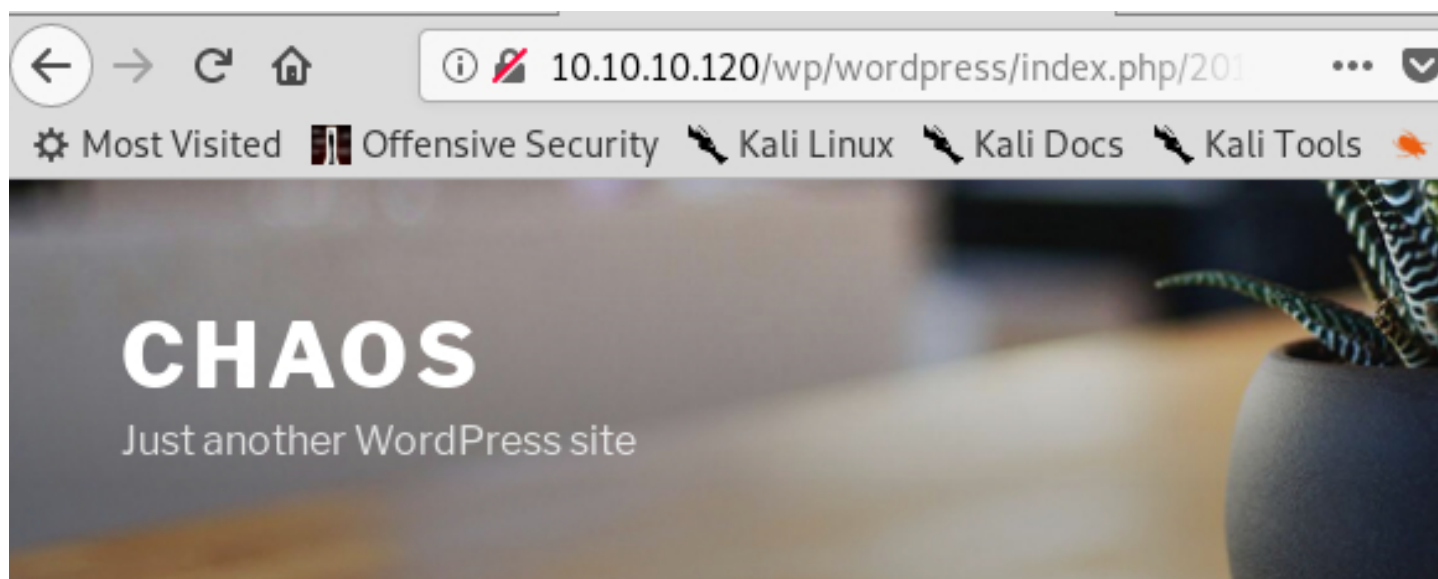 10.10.10.120/wp/wordpress/index.php/201
Most Visited Offensive Security Kali Linux Kali Docs Kali Tools
CHAOS
Just another WordPress site